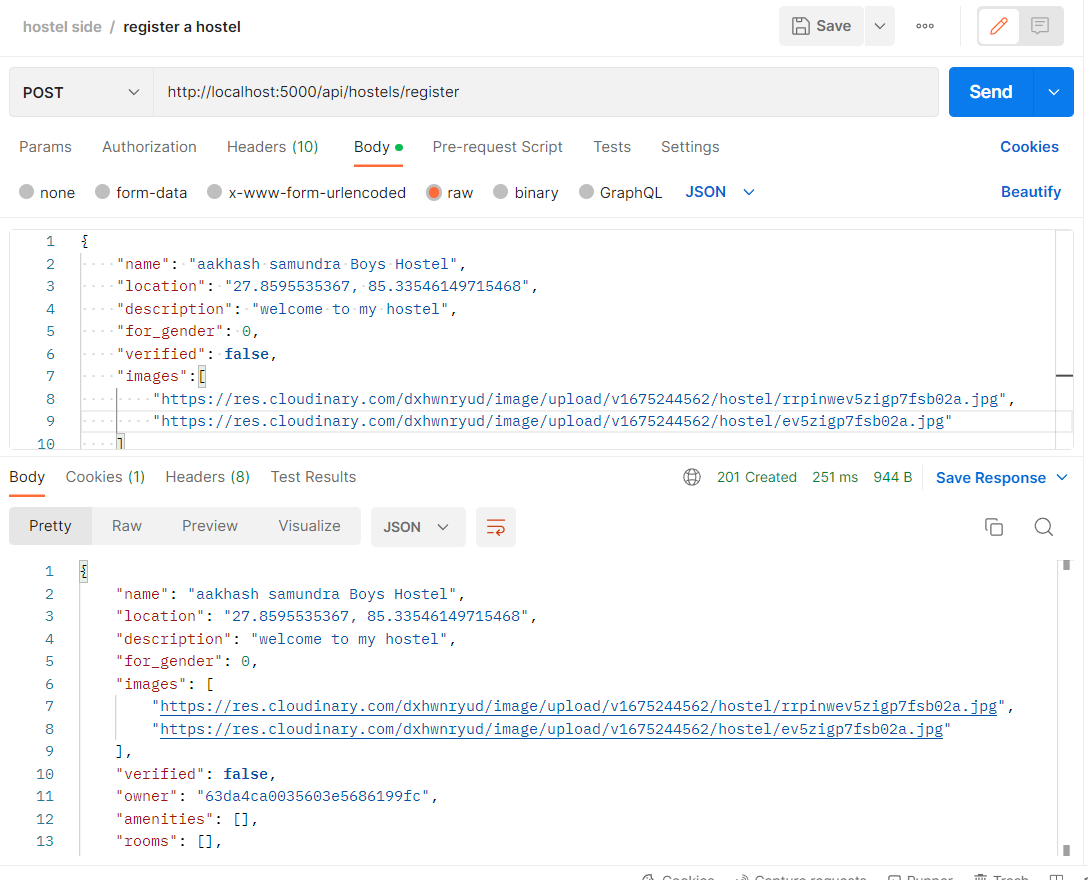 hostel side / register a hostel
Save
POST http://localhost:5000/api/hostels/register Send
Params Authorization Headers (10) Body Pre-request Script Tests Settings Cookies
none form-data x-www-form-urlencoded raw binary GraphQL JSON Beautify
1 {
2 "name": "aakhash samundra Boys Hostel",
3 "location": "27.8595535367, 85.33546149715468",
4 "description": "welcome to my hostel",
5 "for_gender": 0,
6 "verified": false,
7 "images":[
8 "https://res.cloudinary.com/dxhwnryud/image/upload/v1675244562/hostel/rrpinwev5zigp7fsb02a.jpg",
9 "https://res.cloudinary.com/dxhwnryud/image/upload/v1675244562/hostel/ev5zigp7fsb02a.jpg"
10 ]
Body Cookies (1) Headers (8) Test Results 201 Created 251 ms 944 B Save Response
Pretty Raw Preview Visualize JSON
1 {
2 "name": "aakhash samundra Boys Hostel",
3 "location": "27.8595535367, 85.33546149715468",
4 "description": "welcome to my hostel",
5 "for_gender": 0,
6 "images": [
7 "https://res.cloudinary.com/dxhwnryud/image/upload/v1675244562/hostel/rrpinwev5zigp7fsb02a.jpg",
8 "https://res.cloudinary.com/dxhwnryud/image/upload/v1675244562/hostel/ev5zigp7fsb02a.jpg"
9 ],
10 "verified": false,
11 "owner": "63da4ca0035603e5686199fc",
12 "amenities": [],
13 "rooms": [],
Cookies Capture requests Runner Trash